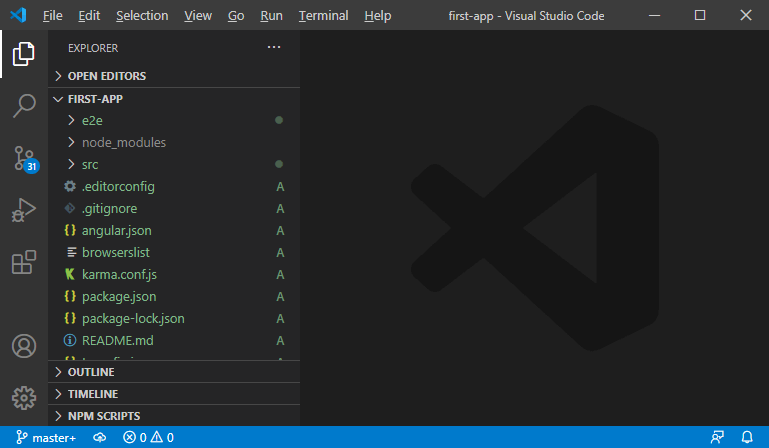 File Edit Selection View Go Run Terminal Help first-app - Visual Studio Code
EXPLORER
OPEN EDITORS
FIRST-APP
e2e
node_modules
src
.editorconfig A
.gitignore A
angular.json A
browserslist A
karma.conf.js A
package.json A
package-lock.json A
README.md A
OUTLINE
TIMELINE
NPM SCRIPTS
31
master+ 0 0